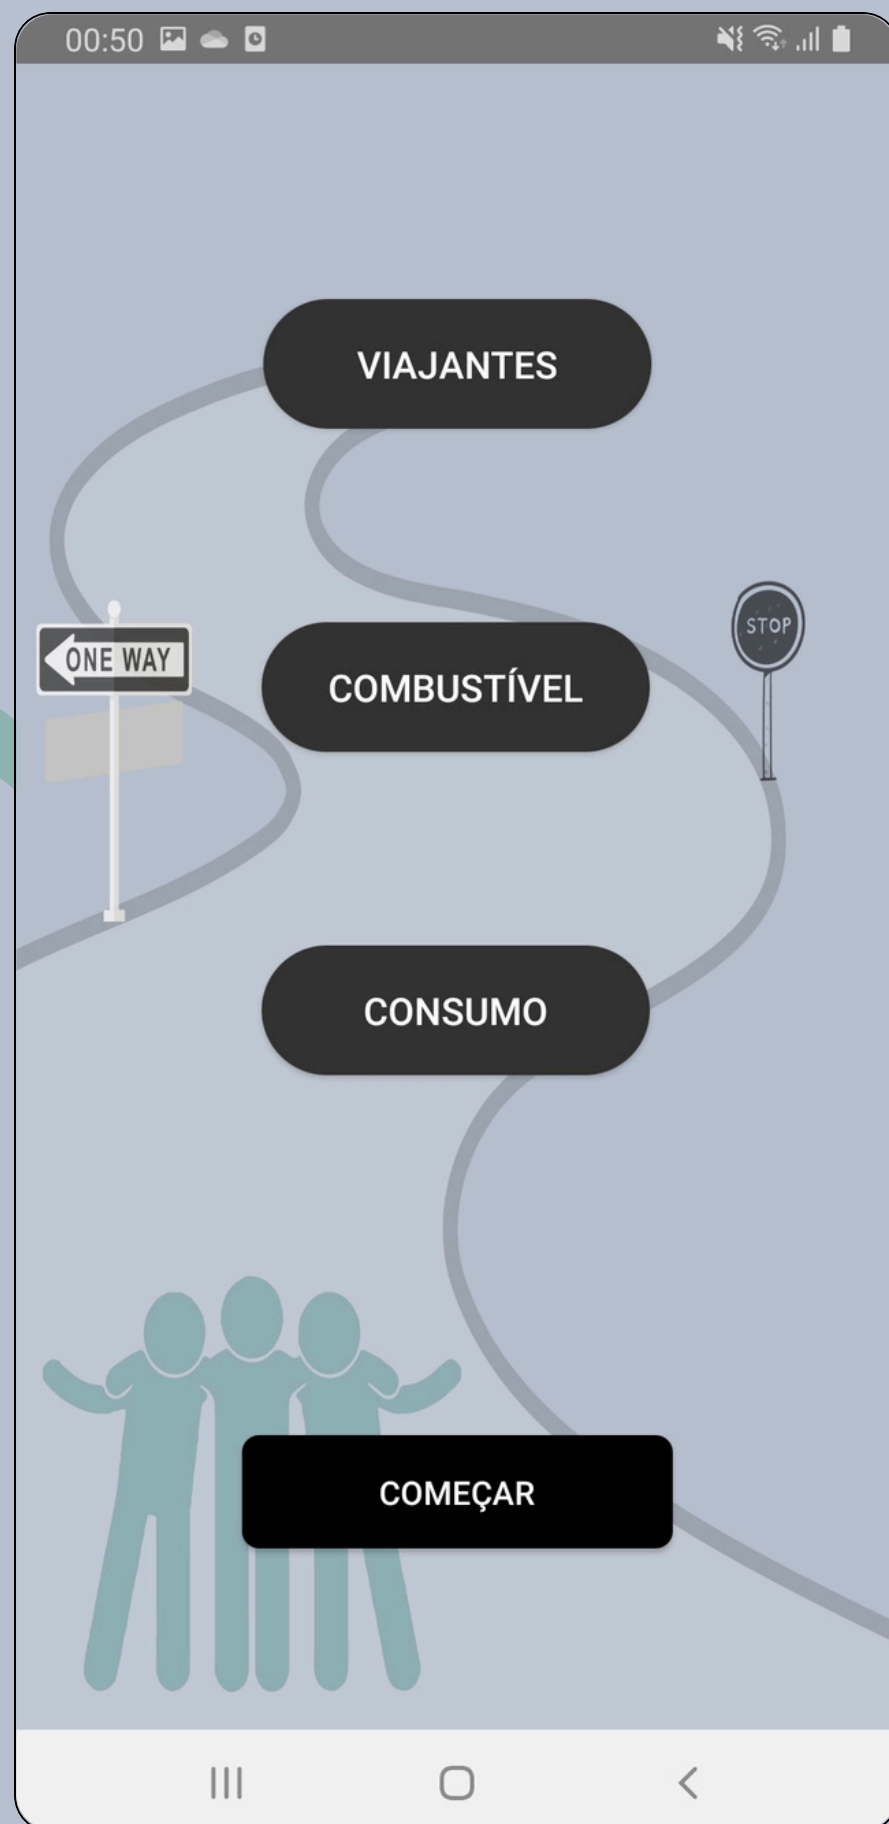 00:50
VIAJANTES
ONE WAY
STOP
COMBUSTÍVEL
CONSUMO
COMEÇAR